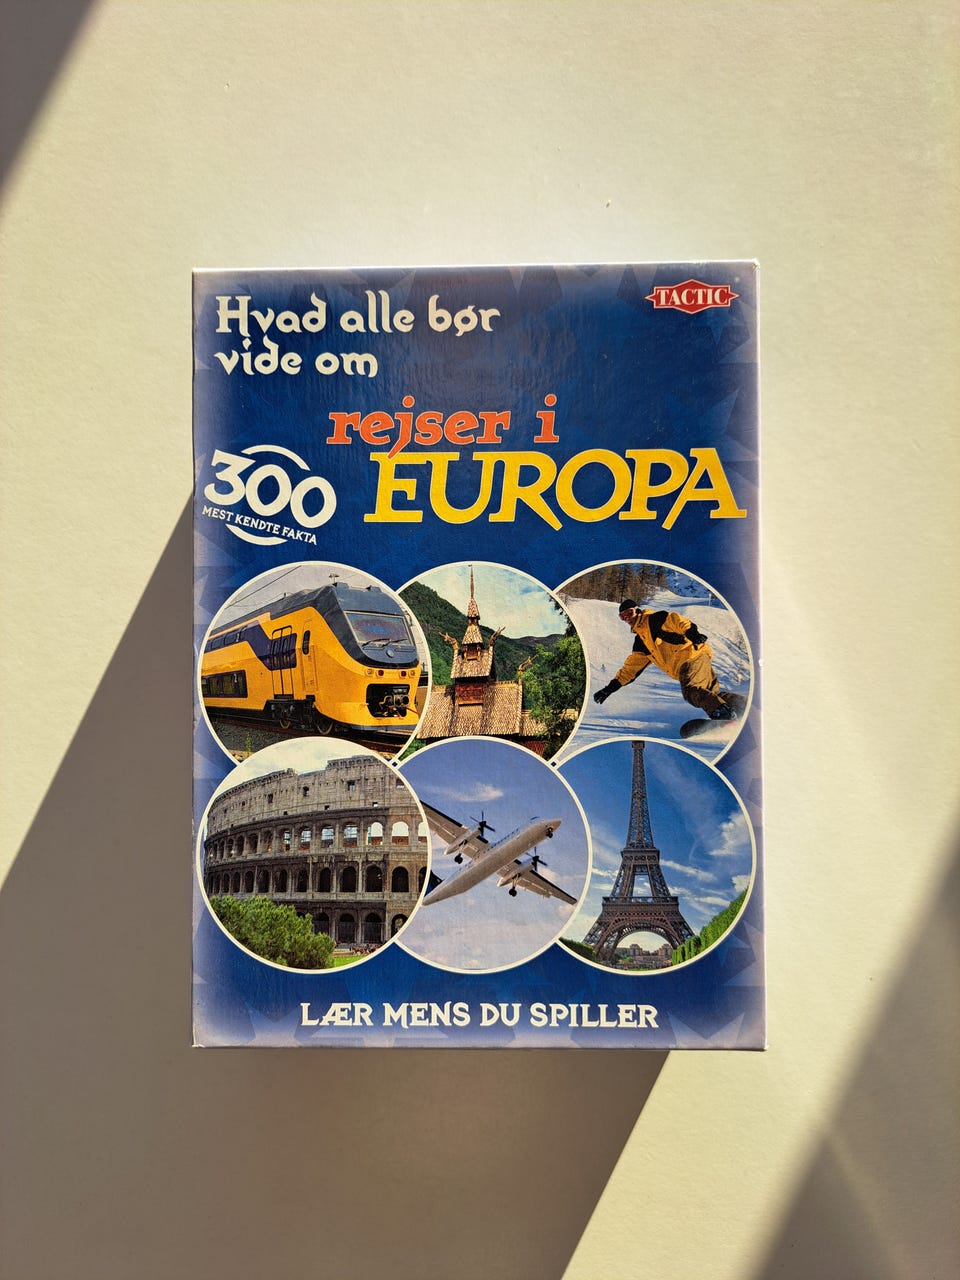 TACTIC
Hvad alle bør
vide om
rejser i
EUROPA
300
MEST KENDTE FAKTA
LÆR MENS DU SPILLER